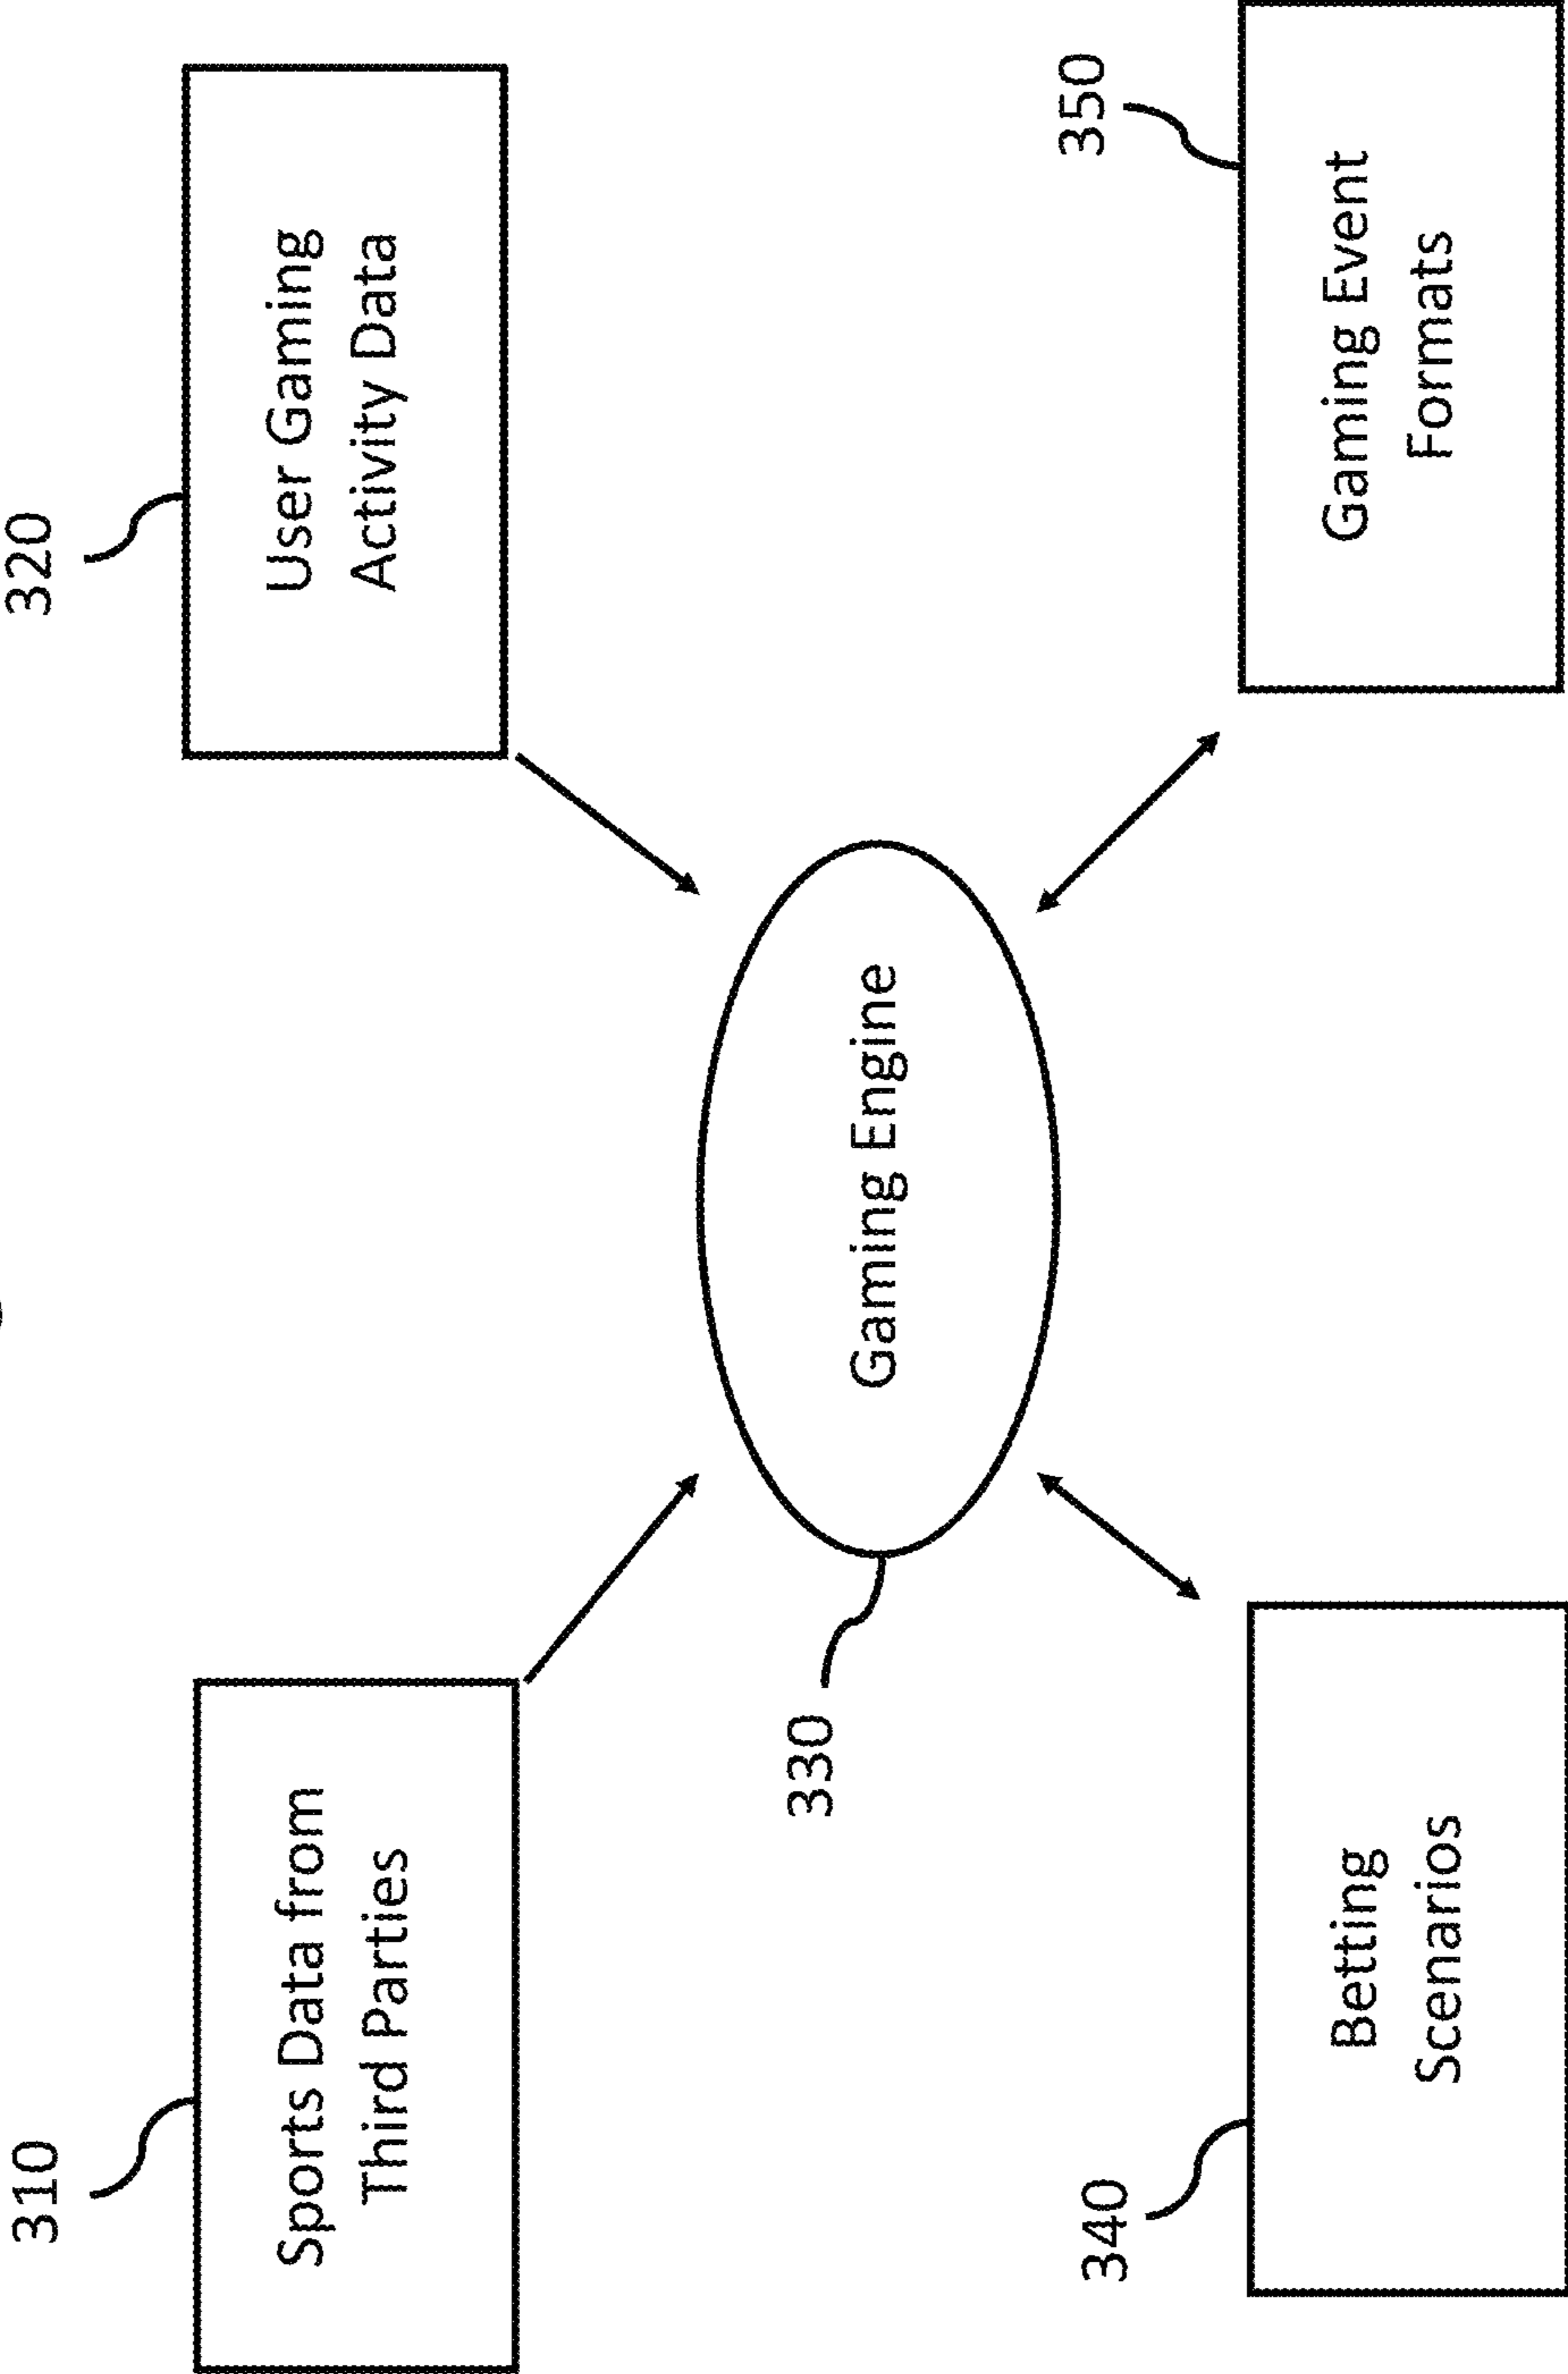 310
Sports Data from
Third Parties
320
User Gaming
Activity Data
330
Gaming Engine
340
Betting
Scenarios
350
Gaming Event
Formats